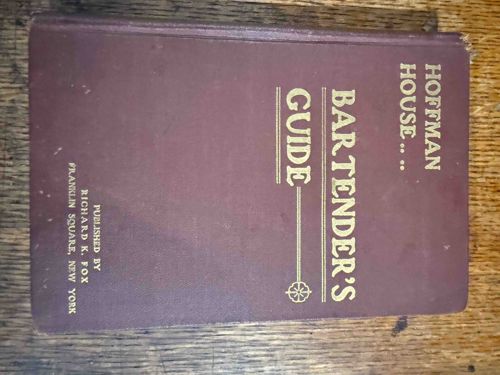 HOFFMAN
HOUSE.. ..
BARTENDER'S
GUIDE
PUBLISHED BY
RICHARD K. FOX
FRANKLIN SQUARE, NEW YORK